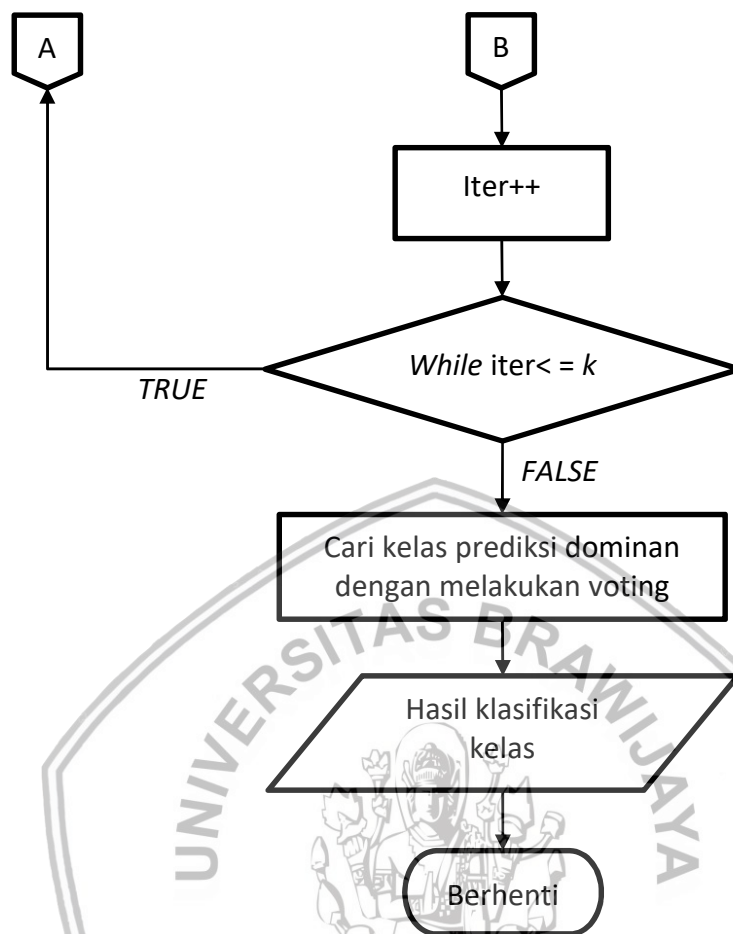 A
B
Iter++
While iter< = k
TRUE
FALSE
Cari kelas prediksi dominan
dengan melakukan voting
UNIVERSITAS BRAWIJAYA
Hasil klasifikasi
kelas
Berhenti